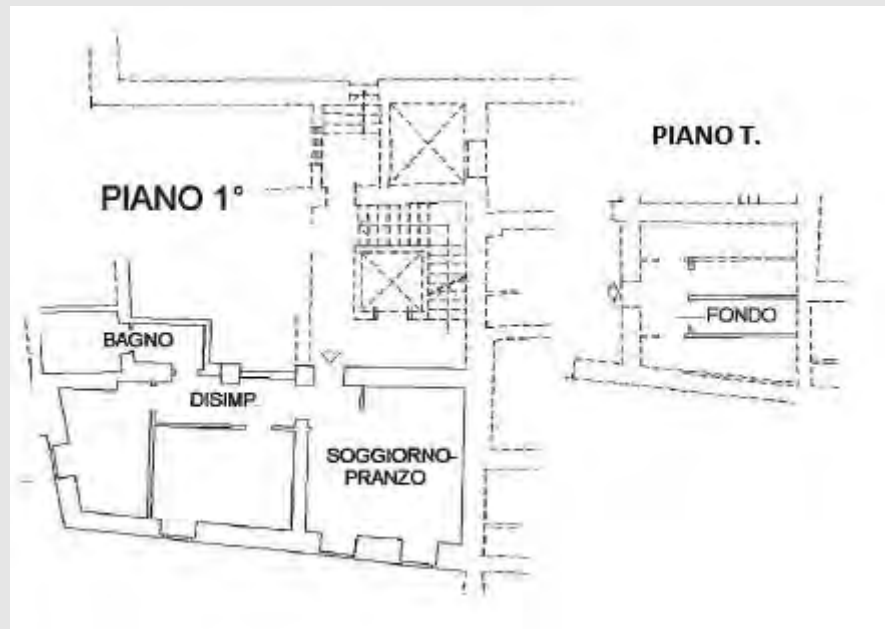 PIANO T.
PIANO 1°
FONDO
BAGNO
DISIMP.
SOGGIORNO-
PRANZO